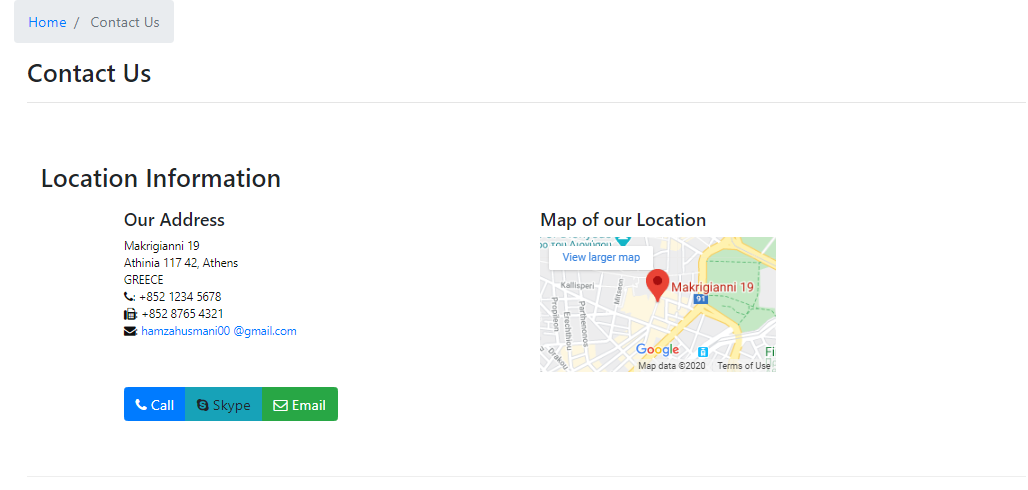 Home / Contact Us
Contact Us
Location Information
Our Address
Makrigianni 19
Athinia 117 42, Athens
GREECE
: +852 1234 5678
: +852 8765 4321
: hamzahusmani00 @gmail.com
Call Skype Email
Map of our Location
View larger map
Kallisperi
Mitseon
Makrigianni 19
91
Propileon
Erechthiou
Parthenonos
Drakou
Google
Map data ©2020 Terms of Use